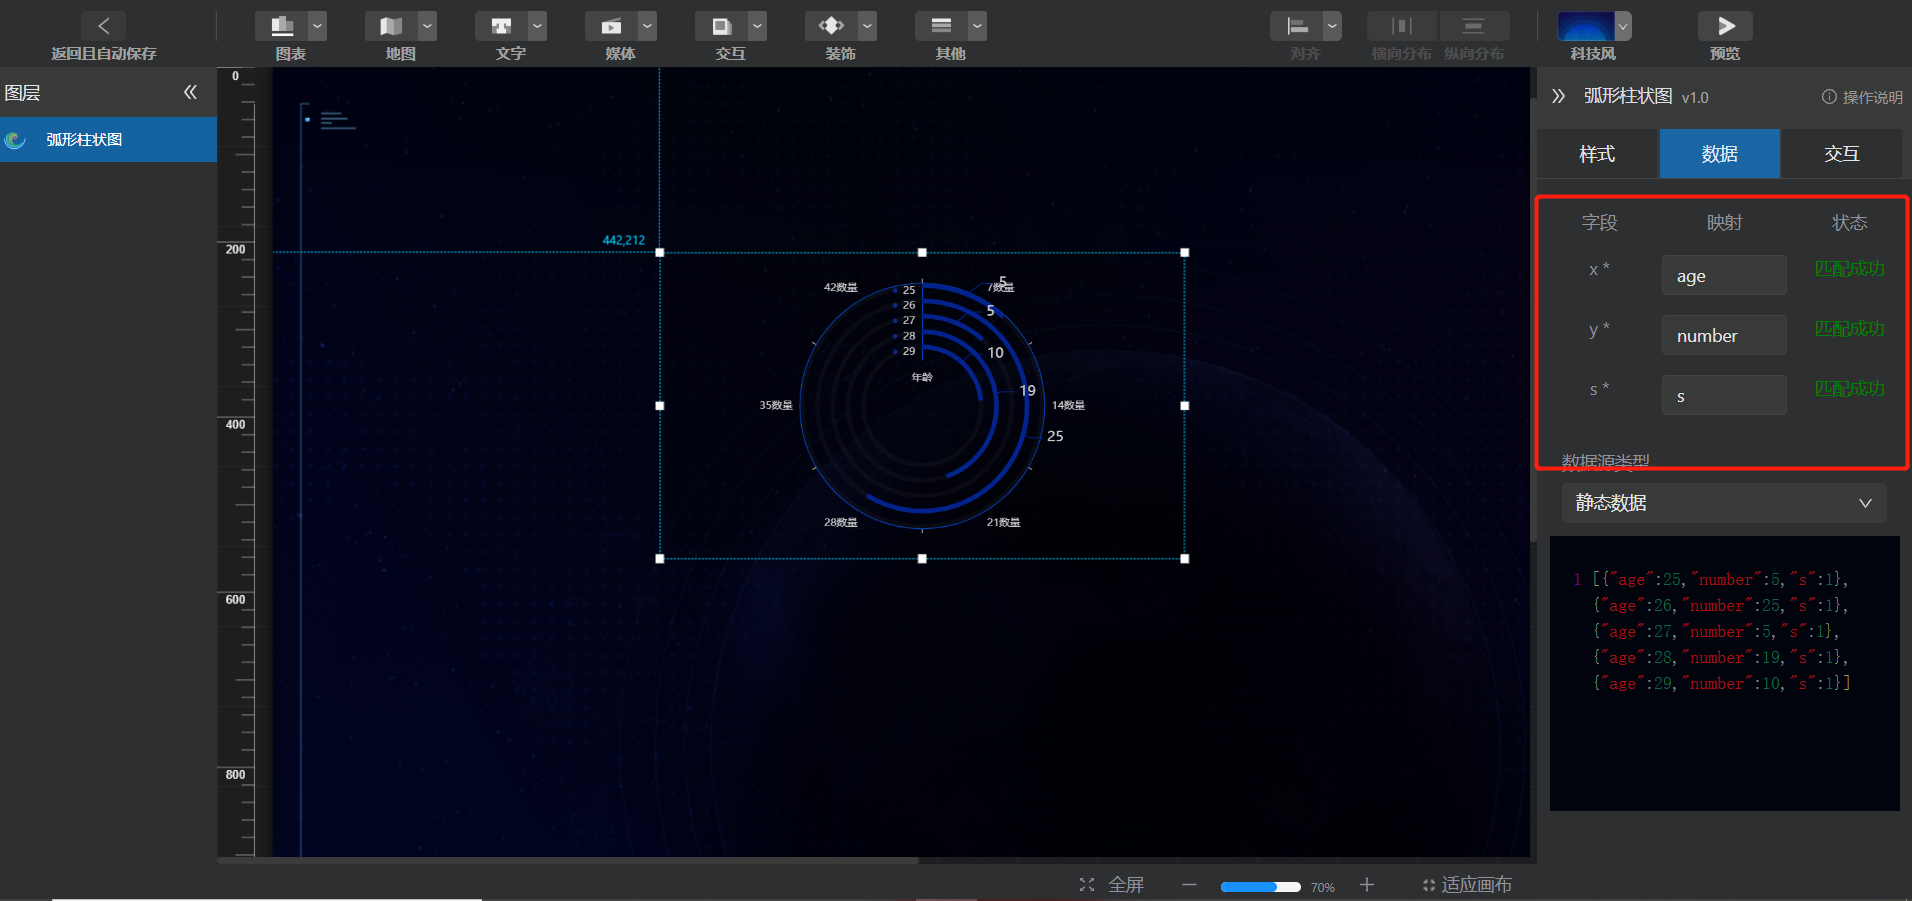 返回且自动保存
图表
地图
文字
媒体
交互
装饰
其他
对齐
横向分布
纵向分布
科技风
预览
图层
弧形柱状图
0
200
400
600
800
442,212
42数量
7数量
35数量
14数量
28数量
21数量
25
26
27
28
29
年龄
5
5
10
19
25
弧形柱状图 v1.0
操作说明
样式
数据
交互
字段 映射 状态
x * age 匹配成功
y * number 匹配成功
s * s 匹配成功
数据源类型
静态数据
1 [{"age":25,"number":5,"s":1},
{"age":26,"number":25,"s":1},
{"age":27,"number":5,"s":1},
{"age":28,"number":19,"s":1},
{"age":29,"number":10,"s":1}]
全屏
70%
适应画布